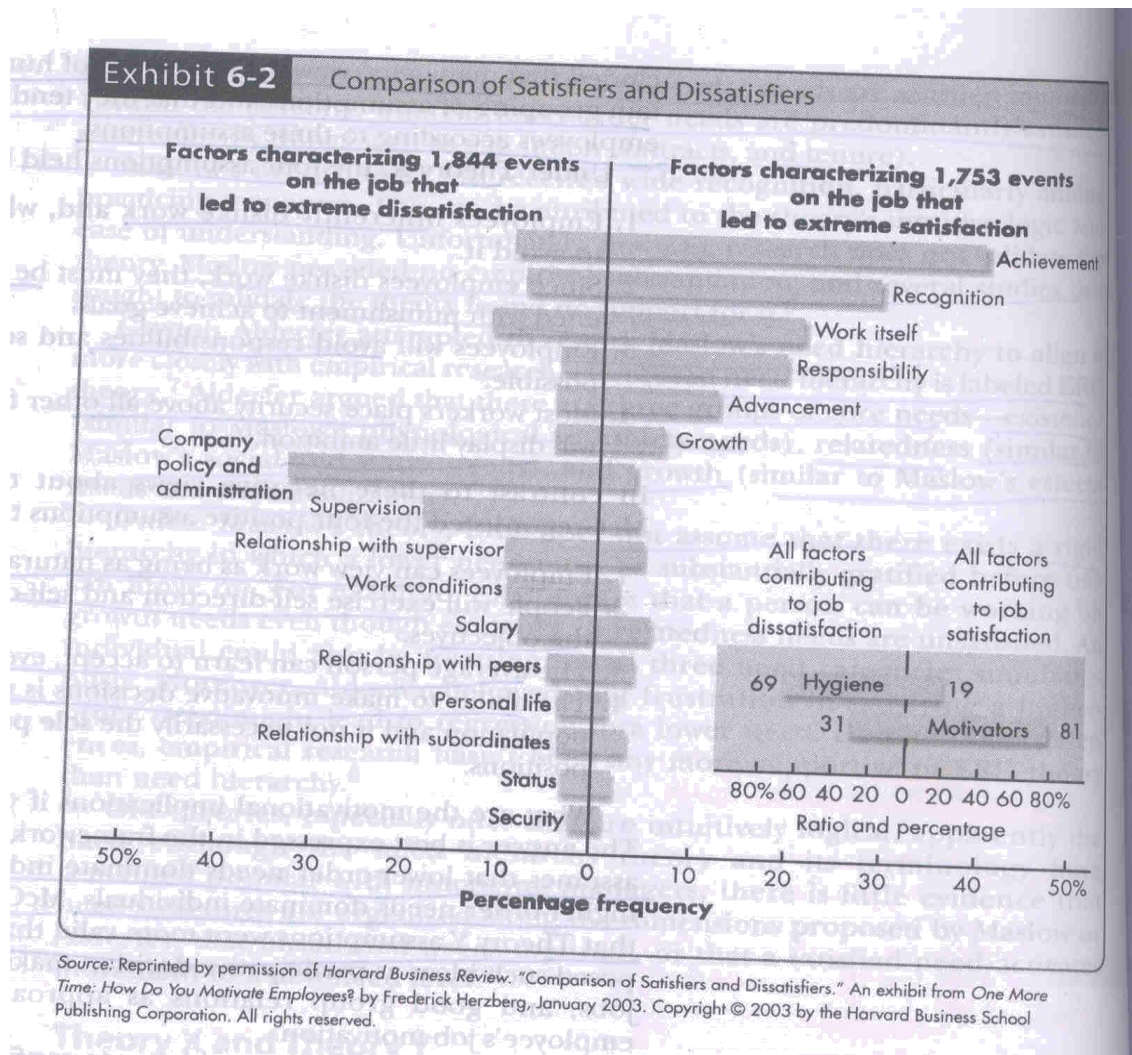 Exhibit 6-2 Comparison of Satisfiers and Dissatisfiers
Factors characterizing 1,844 events
on the job that
led to extreme dissatisfaction
Factors characterizing 1,753 events
on the job that
led to extreme satisfaction
Achievement
Recognition
Work itself
Responsibility
Advancement
Growth
Company
policy and
administration
Supervision
Relationship with supervisor
Work conditions
Salary
Relationship with peers
Personal life
Relationship with subordinates
Status
Security
All factors
contributing
to job
dissatisfaction
All factors
contributing
to job
satisfaction
69 Hygiene 19
31 Motivators 81
80% 60 40 20 0 20 40 60 80%
Ratio and percentage
50% 40 30 20 10 0 10 20 30 40 50%
Percentage frequency
Source: Reprinted by permission of Harvard Business Review. "Comparison of Satisfiers and Dissatisfiers." An exhibit from One More
Time: How Do You Motivate Employees? by Frederick Herzberg, January 2003. Copyright © 2003 by the Harvard Business School
Publishing Corporation. All rights reserved.